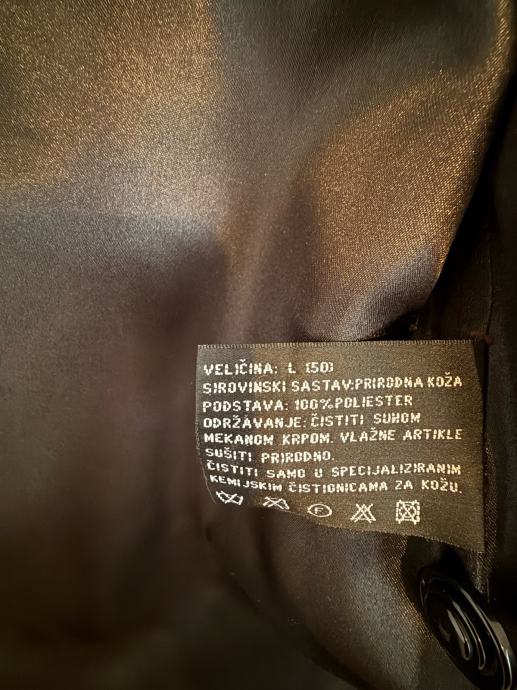 VELIČINA: L (50)
SIROVINSKI SASTAV:PRIRODNA KOŽA
PODSTAVA: 100%POLIESTER
ODRŽAVANJE: ČISTITI SUHOM
MEKANOM KRPOM. VLAŽNE ARTIKLE
SUŠITI PRIRODNO.
ČISTITI SAMO U SPECIJALIZIRANIM
KEMIJSKIM ČISTIONICAMA ZA KOŽU.
F